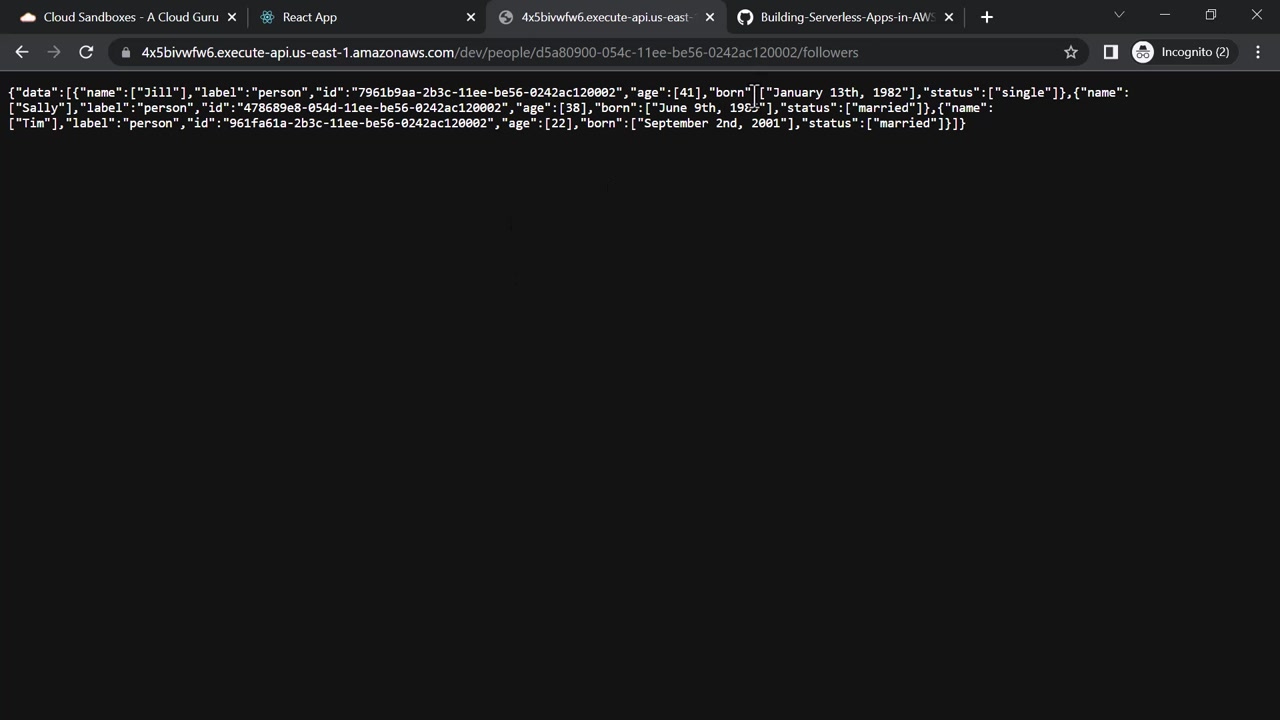 Cloud Sandboxes - A Cloud Guru
React App
4x5bivwfw6.execute-api.us-east-
Building-Serverless-Apps-in-AWS
4x5bivwfw6.execute-api.us-east-1.amazonaws.com/dev/people/d5a80900-054c-11ee-be56-0242ac120002/followers
Incognito (2)
{"data":[{"name":["Jill"],"label":"person","id":"7961b9aa-2b3c-11ee-be56-0242ac120002","age":[41],"born":["January 13th, 1982"],"status":["single"]},{"name":
["Sally"],"label":"person","id":"478689e8-054d-11ee-be56-0242ac120002","age":[38],"born":["June 9th, 1985"],"status":["married"]},{"name":
["Tim"],"label":"person","id":"961fa61a-2b3c-11ee-be56-0242ac120002","age":[22],"born":["September 2nd, 2001"],"status":["married"]}]}